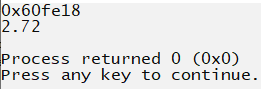 0x60fe18
2.72
Process returned 0 (0x0)
Press any key to continue.